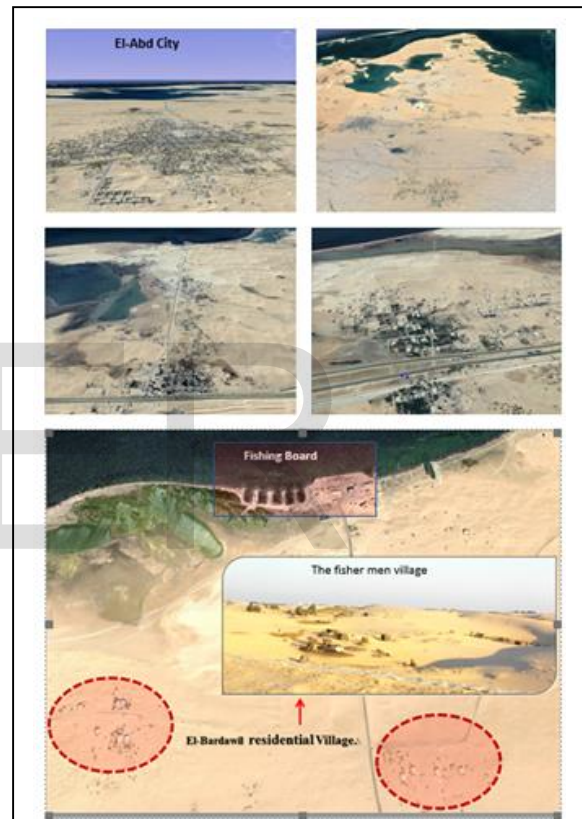 El-Abd City
Fishing Board
The fisher men village
El-Bardawil residential Village.